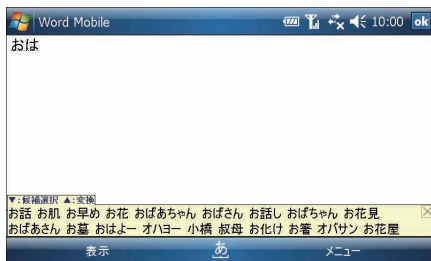 Word Mobile 10:00 ok
おは
▼:候補選択 ▲:変換
お話 お肌 お早め お花 おばあちゃん おばさん お話し おばちゃん お花見
おばあさん お墓 おはよー オハヨー 小橋 叔母 お化け お箸 オバサン お花屋
表示 あ メニュー